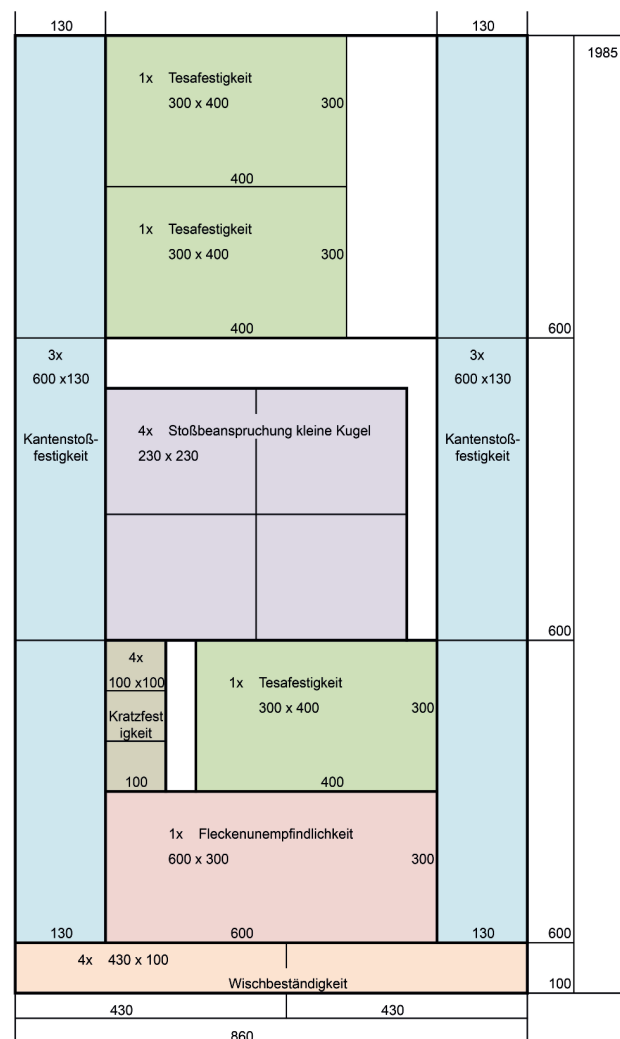 130
130
1985
1x Tesafestigkeit
300 x 400
300
400
1x Tesafestigkeit
300 x 400
300
400
600
3x
600 x130
Kantenstoß-
festigkeit
3x
600 x130
Kantenstoß-
festigkeit
4x Stoßbeanspruchung kleine Kugel
230 x 230
600
4x
100 x100
Kratzfest
igkeit
100
1x Tesafestigkeit
300 x 400
300
400
1x Fleckenunempfindlichkeit
600 x 300
300
130
600
130
600
4x 430 x 100
Wischbeständigkeit
100
430
430
860